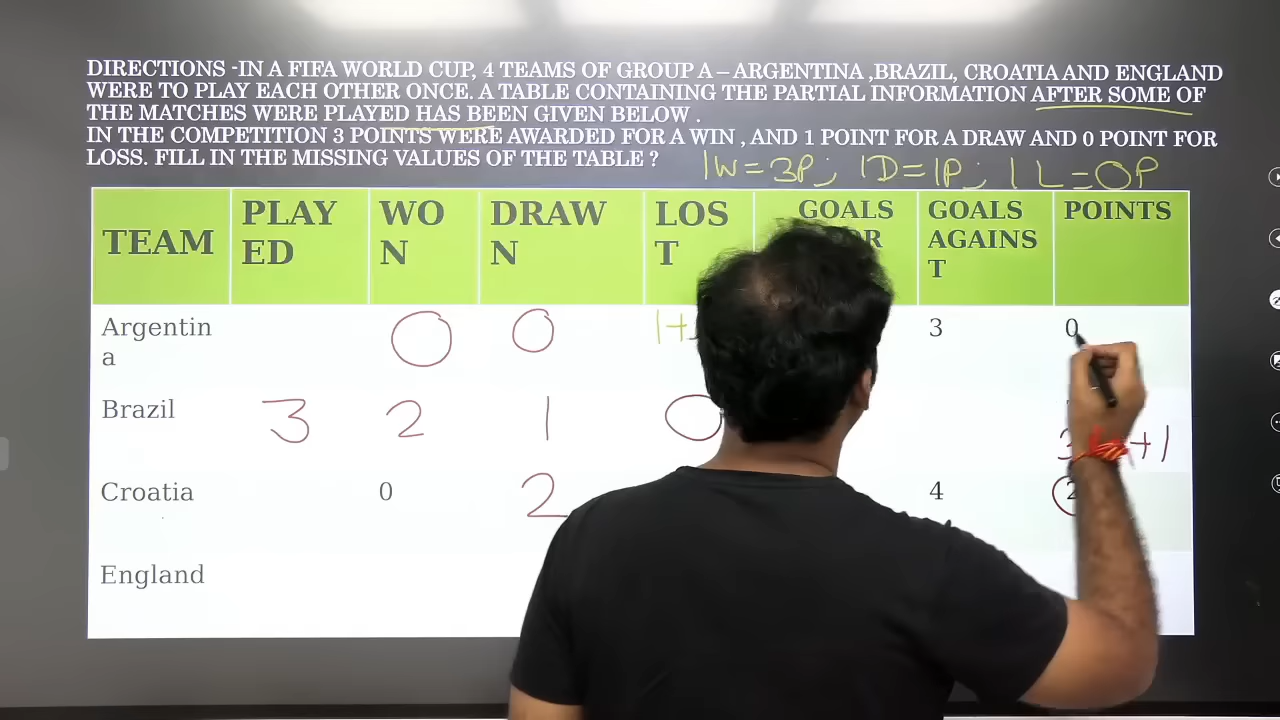 DIRECTIONS -IN A FIFA WORLD CUP, 4 TEAMS OF GROUP A – ARGENTINA ,BRAZIL, CROATIA AND ENGLAND
WERE TO PLAY EACH OTHER ONCE. A TABLE CONTAINING THE PARTIAL INFORMATION AFTER SOME OF
THE MATCHES WERE PLAYED HAS BEEN GIVEN BELOW .
IN THE COMPETITION 3 POINTS WERE AWARDED FOR A WIN , AND 1 POINT FOR A DRAW AND 0 POINT FOR
LOSS. FILL IN THE MISSING VALUES OF THE TABLE ?
1W=3P; 1D=1P; 1L=0P
TEAM PLAY WO DRAW LOS GOALS GOALS POINTS
ED N N T AGAINS
T
Argentin 0 0 1+ 3 0
a
Brazil 3 2 1 0
+1
Croatia 0 2 4 2
England